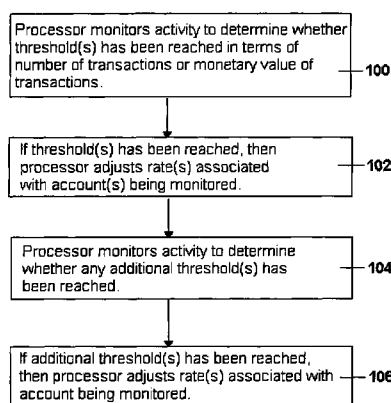 Processor monitors activity to determine whether
threshold(s) has been reached in terms of
number of transactions or monetary value of
transactions.
100
If threshold(s) has been reached, then
processor adjusts rate(s) associated
with account(s) being monitored.
102
Processor monitors activity to determine
whether any additional threshold(s) has
been reached.
104
If additional threshold(s) has been reached,
then processor adjusts rate(s) associated with
account being monitored.
106